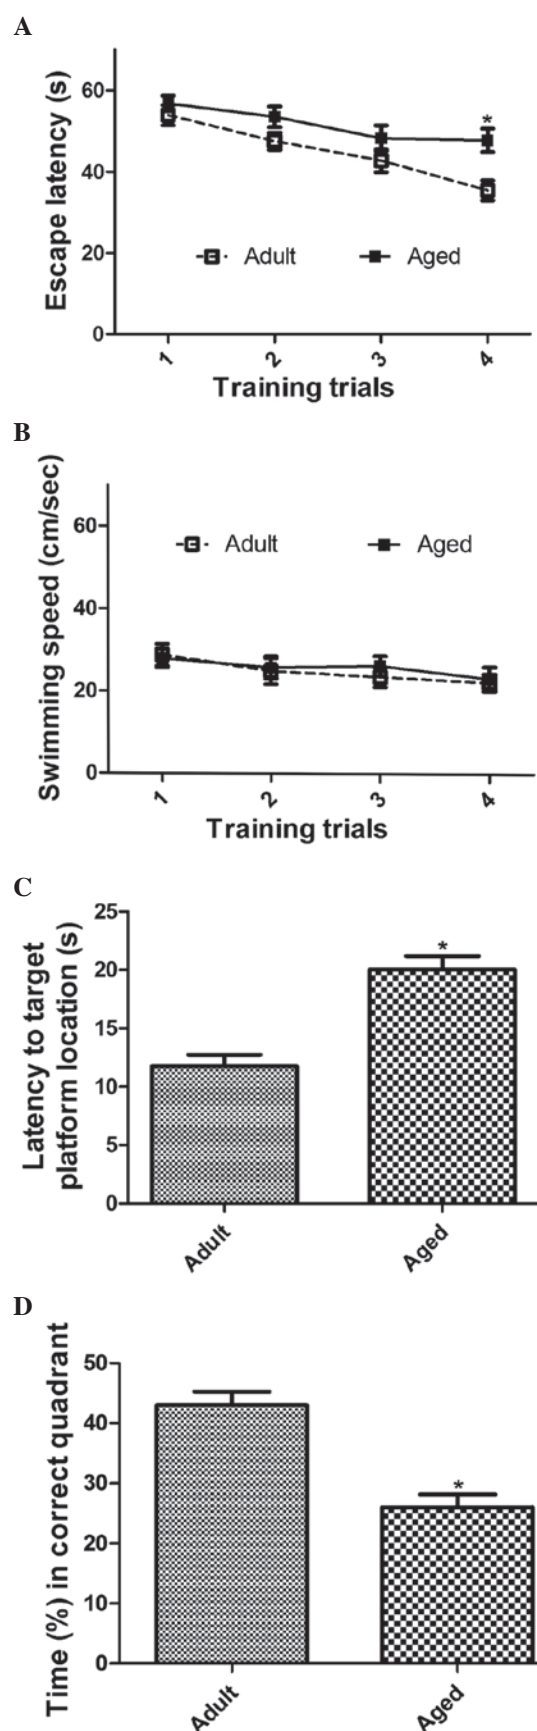 A
Escape latency (s)
60
40
20
0
*
Adult
Aged
1
2
3
4
Training trials
B
Swimming speed (cm/sec)
60
40
20
0
Adult
Aged
1
2
3
4
Training trials
C
Latency to target
platform location (s)
25
20
15
10
5
0
*
Adult
Aged
D
Time (%) in correct quadrant
50
40
30
20
10
0
*
Adult
Aged